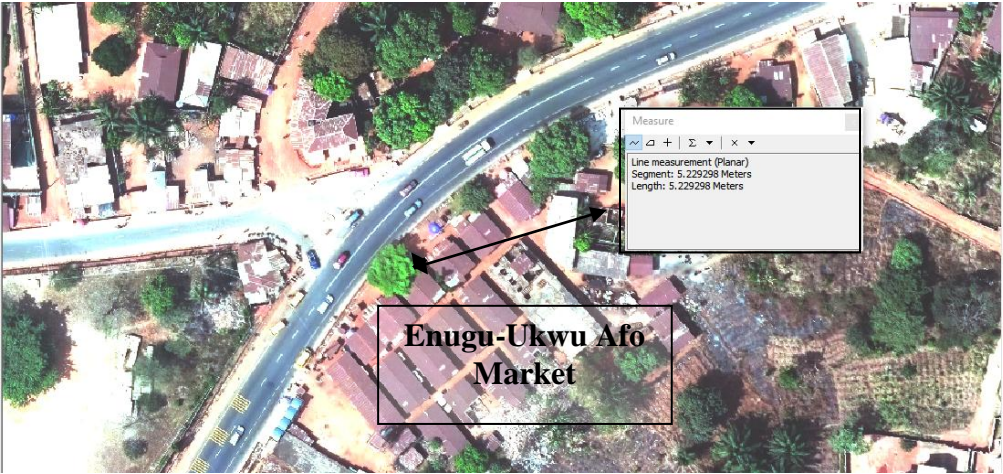 Measure
Line measurement (Planar)
Segment: 5.229298 Meters
Length: 5.229298 Meters
Enugu-Ukwu Afo
Market